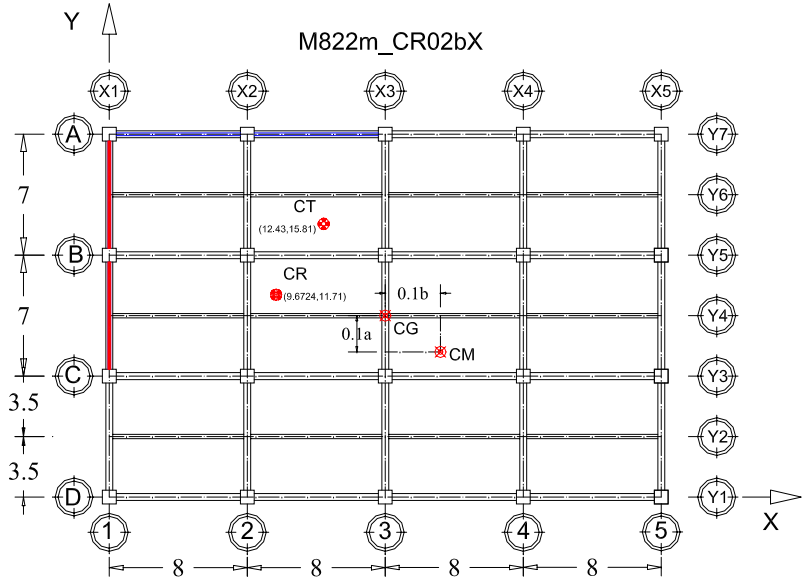 Y
M822m_CR02bX
X1 X2 X3 X4 X5
A Y7
7
Y6
CT
(12.43,15.81)
B Y5
CR
(9.6724,11.71)
0.1b
7
Y4
CG
0.1a
CM
C Y3
3.5
Y2
3.5
D Y1
X
1 2 3 4 5
8 8 8 8